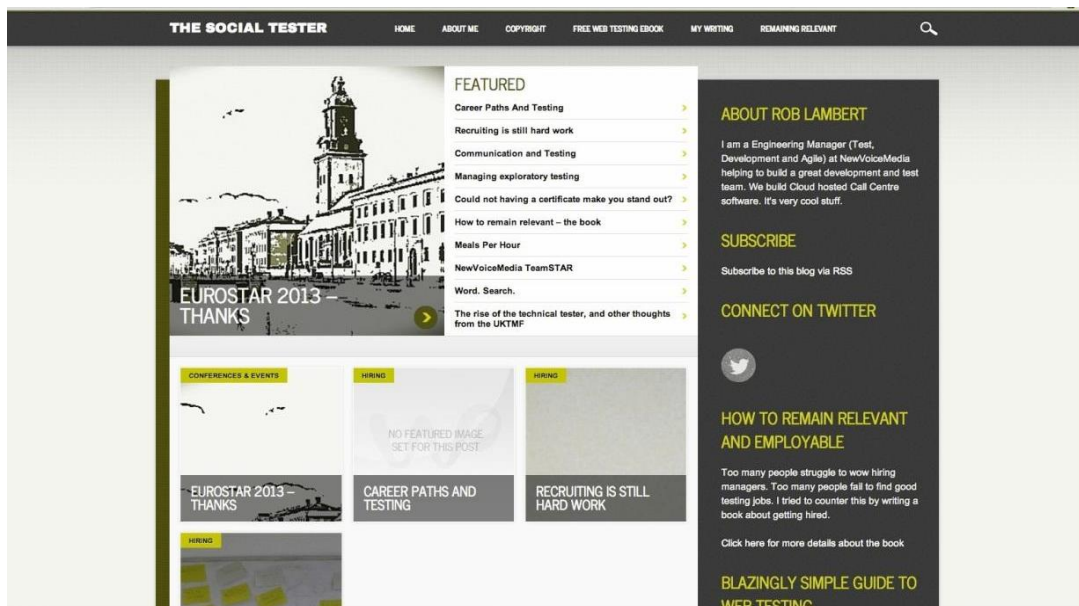 THE SOCIAL TESTER
HOME ABOUT ME COPYRIGHT FREE WEB TESTING EBOOK MY WRITING REMAINING RELEVANT
EUROSTAR 2013 –
THANKS
FEATURED
Career Paths And Testing
Recruiting is still hard work
Communication and Testing
Managing exploratory testing
Could not having a certificate make you stand out?
How to remain relevant – the book
Meals Per Hour
NewVoiceMedia TeamSTAR
Word. Search.
The rise of the technical tester, and other thoughts
from the UKTMF
CONFERENCES & EVENTS
EUROSTAR 2013 –
THANKS
HIRING
NO FEATURED IMAGE
SET FOR THIS POST
CAREER PATHS AND
TESTING
HIRING
RECRUITING IS STILL
HARD WORK
HIRING
ABOUT ROB LAMBERT
I am a Engineering Manager (Test,
Development and Agile) at NewVoiceMedia
helping to build a great development and test
team. We build Cloud hosted Call Centre
software. It's very cool stuff.
SUBSCRIBE
Subscribe to this blog via RSS
CONNECT ON TWITTER
HOW TO REMAIN RELEVANT
AND EMPLOYABLE
Too many people struggle to wow hiring
managers. Too many people fail to find good
testing jobs. I tried to counter this by writing a
book about getting hired.
Click here for more details about the book
BLAZINGLY SIMPLE GUIDE TO
WEB TESTING